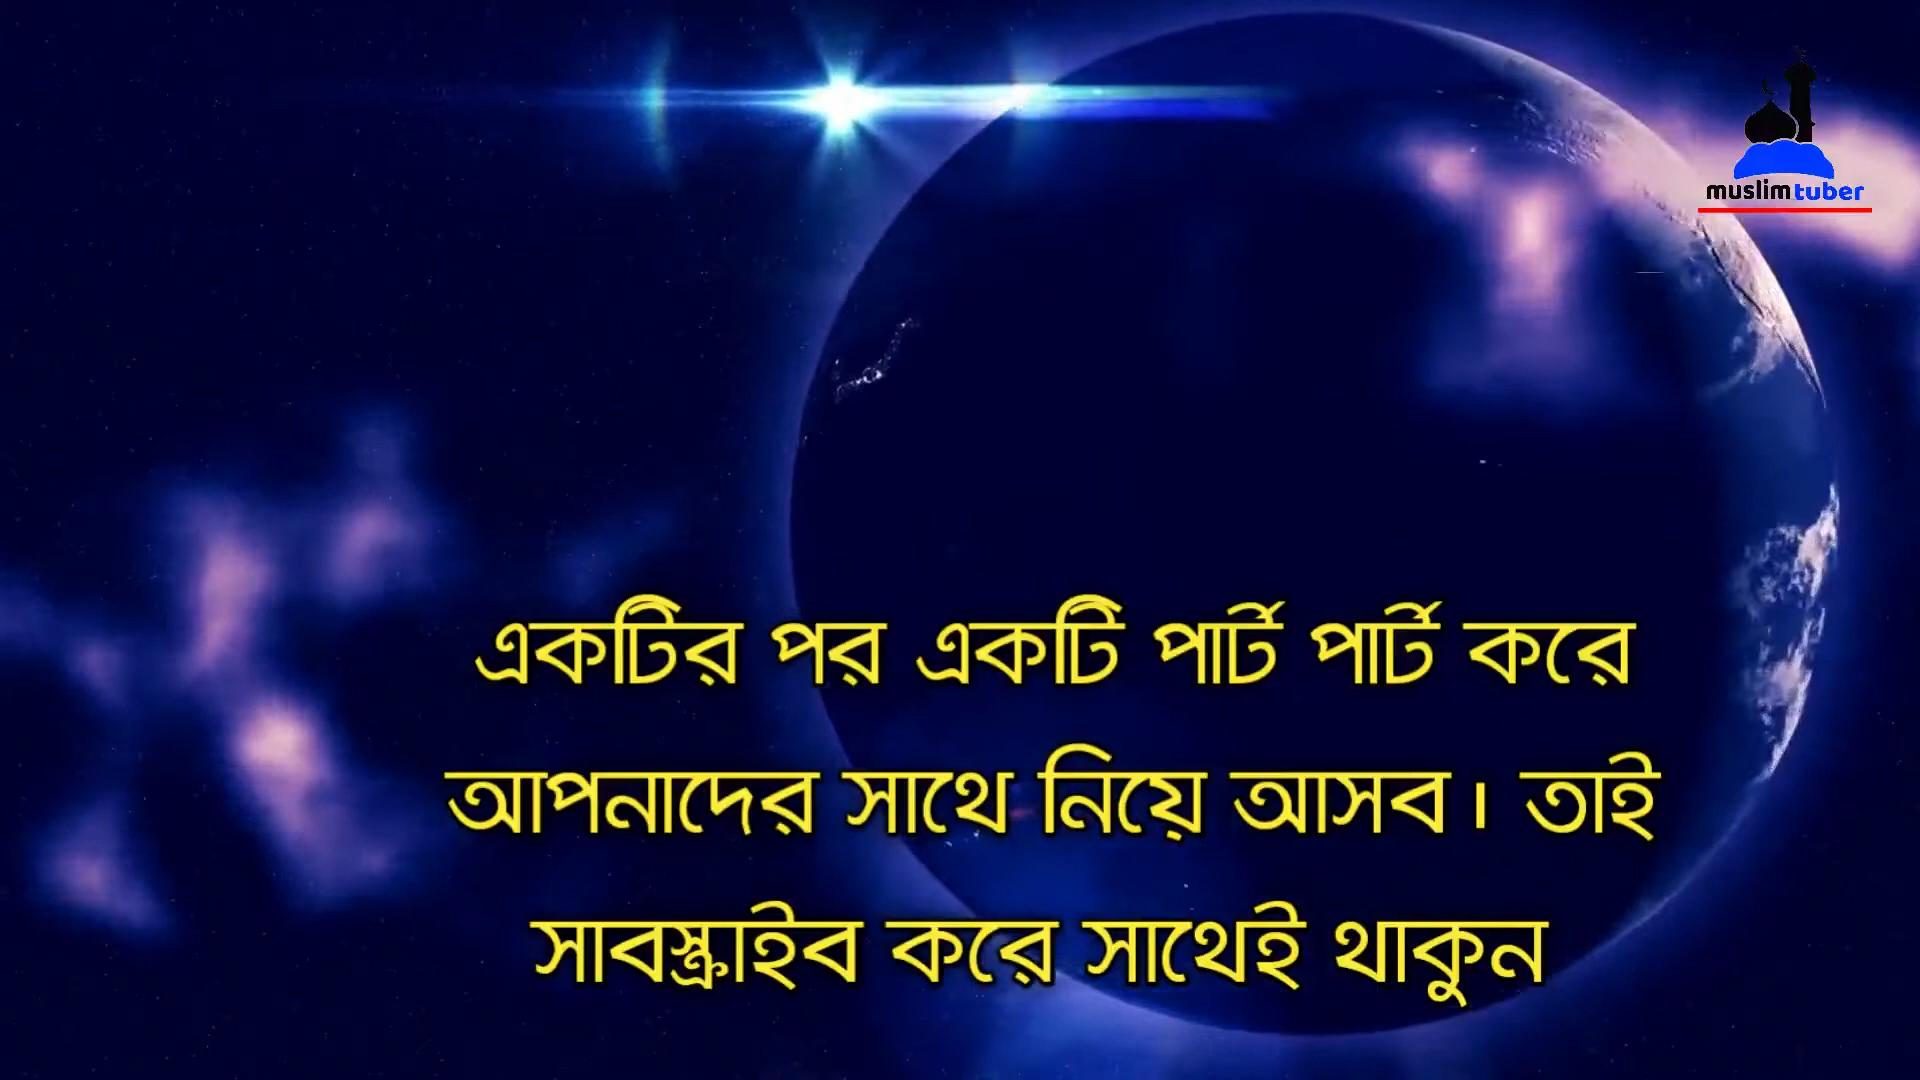 muslimtuber
একটির পর একটি পার্ট পার্ট করে
আপনাদের সাথে নিয়ে আসব। তাই
সাবস্ক্রাইব করে সাথেই থাকুন